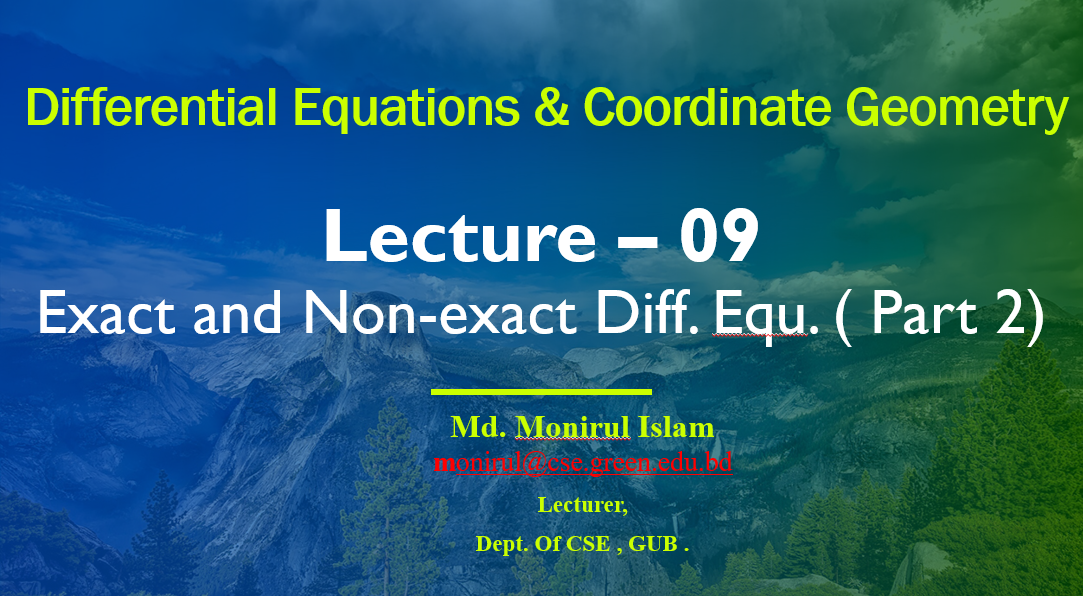 Differential Equations & Coordinate Geometry
Lecture – 09
Exact and Non-exact Diff. Equ. ( Part 2)
Md. Monirul Islam
monirul@cse.green.edu.bd
Lecturer,
Dept. Of CSE , GUB .